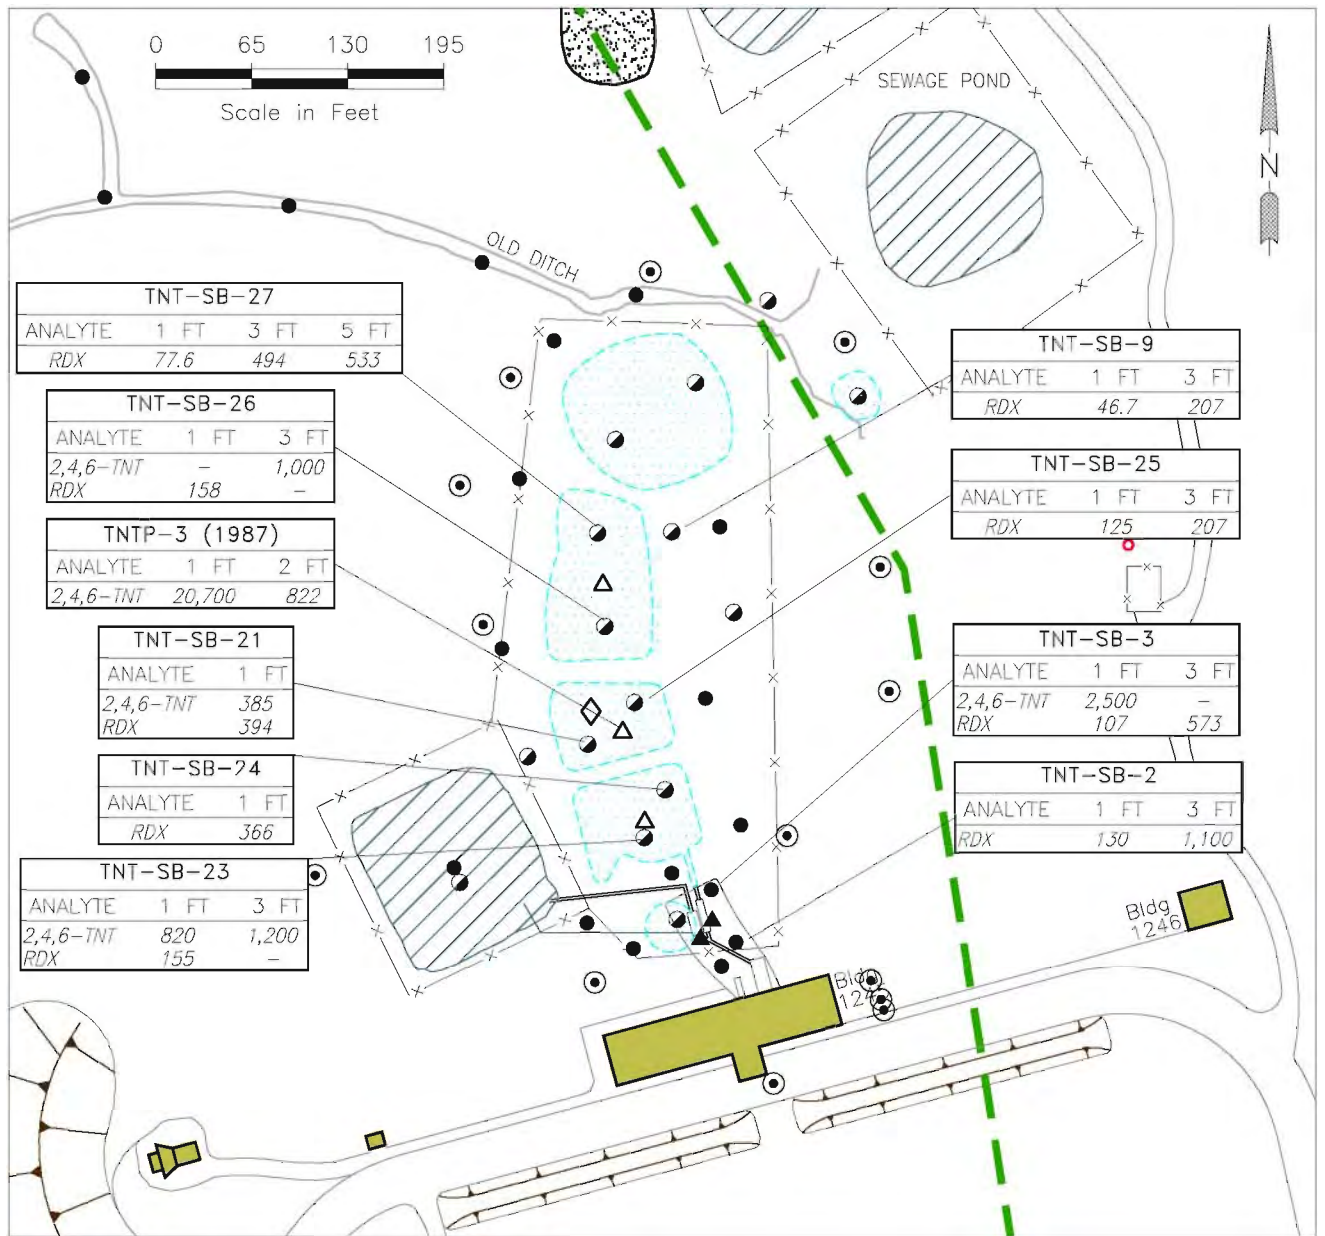 0 65 130 195
Scale in Feet
SEWAGE POND
N
OLD DITCH
TNT-SB-27
ANALYTE 1 FT 3 FT 5 FT
RDX 77.6 494 533
TNT-SB-26
ANALYTE 1 FT 3 FT
2,4,6-TNT – 1,000
RDX 158 –
TNTP-3 (1987)
ANALYTE 1 FT 2 FT
2,4,6-TNT 20,700 822
TNT-SB-21
ANALYTE 1 FT
2,4,6-TNT 385
RDX 394
TNT-SB-24
ANALYTE 1 FT
RDX 366
TNT-SB-23
ANALYTE 1 FT 3 FT
2,4,6-TNT 820 1,200
RDX 155 –
TNT-SB-9
ANALYTE 1 FT 3 FT
RDX 46.7 207
TNT-SB-25
ANALYTE 1 FT 3 FT
RDX 125 207
TNT-SB-3
ANALYTE 1 FT 3 FT
2,4,6-TNT 2,500 –
RDX 107 573
TNT-SB-2
ANALYTE 1 FT 3 FT
RDX 130 1,100
Bldg
1246
Bldg